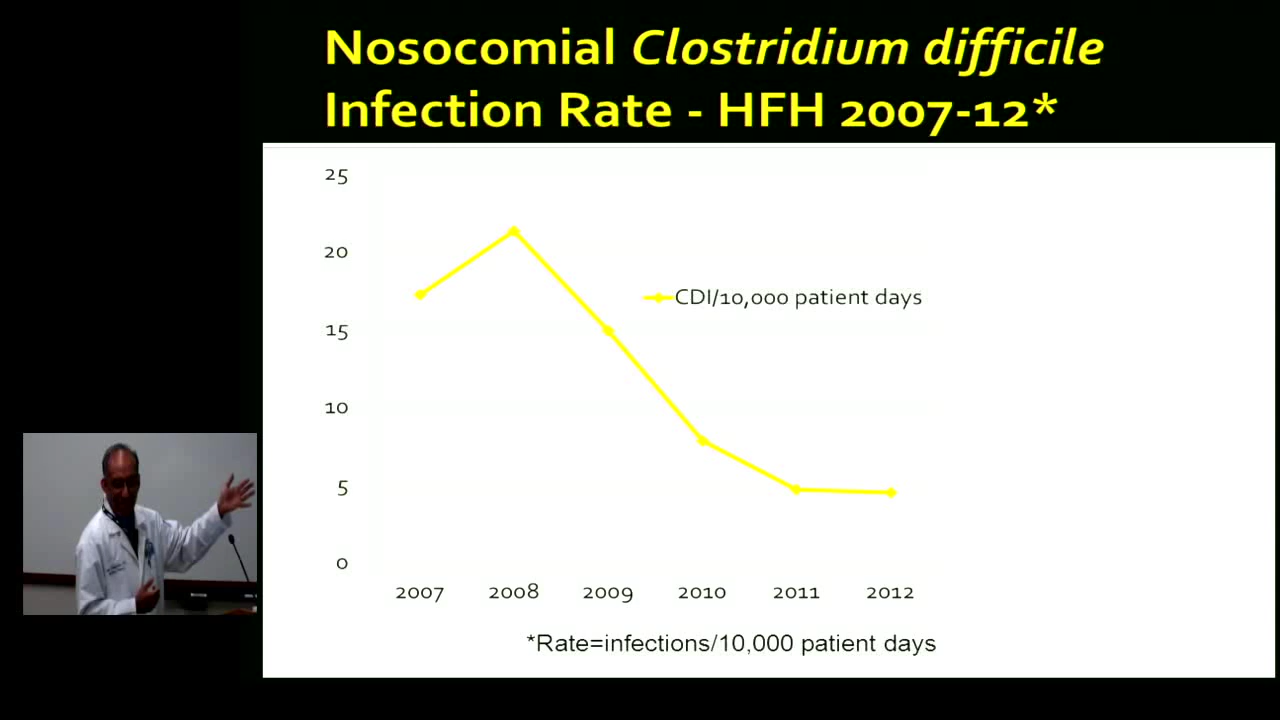 Nosocomial Clostridium difficile
Infection Rate - HFH 2007-12*
25
20
CDI/10,000 patient days
15
10
5
0
2007 2008 2009 2010 2011 2012
*Rate=infections/10,000 patient days